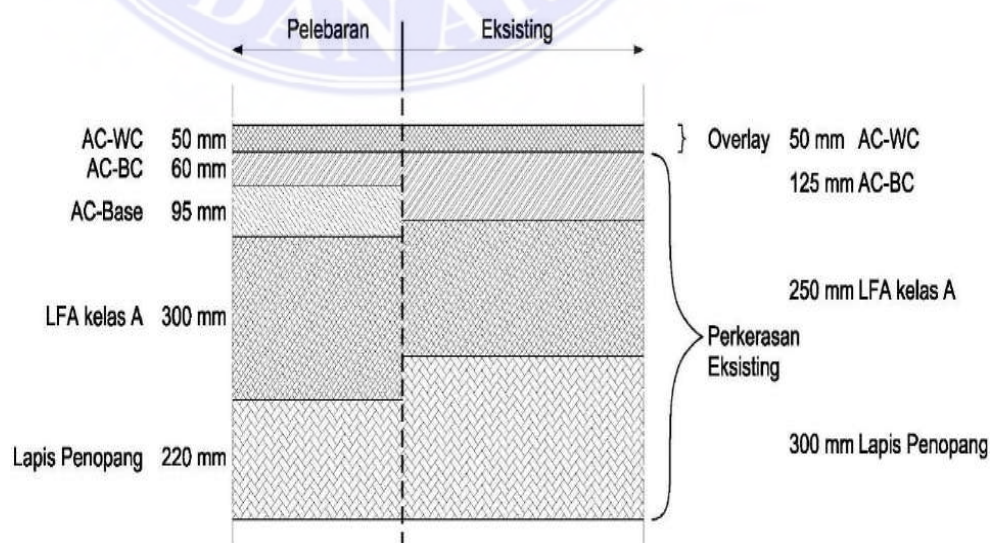 DAN A
Pelebaran Eksisting
AC-WC 50 mm
AC-BC 60 mm
AC-Base 95 mm
LFA kelas A 300 mm
Lapis Penopang 220 mm
Overlay 50 mm AC-WC
125 mm AC-BC
250 mm LFA kelas A
Perkerasan
Eksisting
300 mm Lapis Penopang